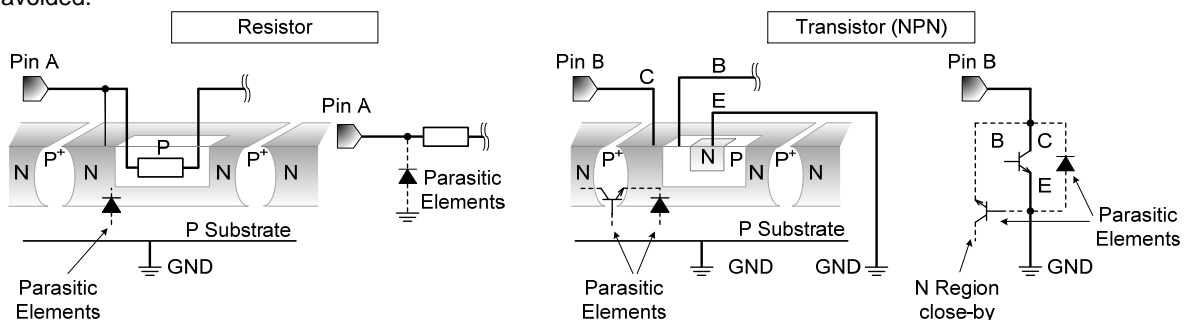 avoided.
Resistor
Transistor (NPN)
Pin A
Pin A
Pin B
C
B
E
Pin B
N
P+
N
P
N
P+
N
Parasitic
Elements
P Substrate
GND
Parasitic
Elements
N
P+
N
N
P
N
P+
N
P Substrate
GND
GND
Parasitic
Elements
B
C
E
Parasitic
Elements
GND
N Region
close-by